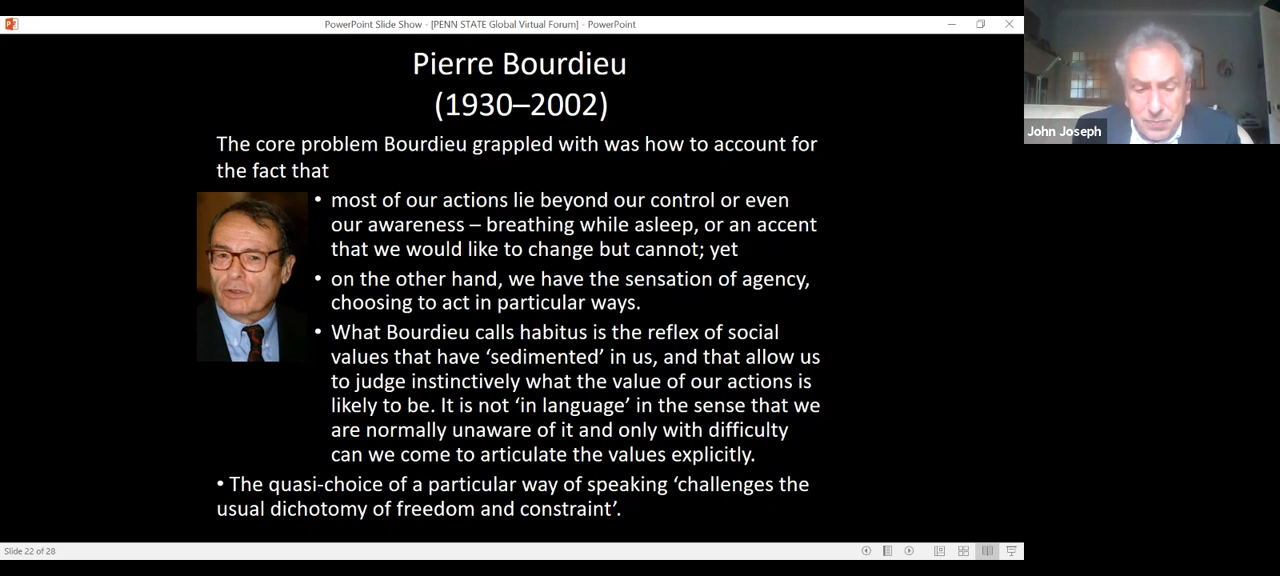 PowerPoint Slide Show - [PENN STATE Global Virtual Forum] - PowerPoint
Pierre Bourdieu
(1930–2002)
The core problem Bourdieu grappled with was how to account for
the fact that
• most of our actions lie beyond our control or even
our awareness – breathing while asleep, or an accent
that we would like to change but cannot; yet
• on the other hand, we have the sensation of agency,
choosing to act in particular ways.
• What Bourdieu calls habitus is the reflex of social
values that have ‘sedimented’ in us, and that allow us
to judge instinctively what the value of our actions is
likely to be. It is not ‘in language’ in the sense that we
are normally unaware of it and only with difficulty
can we come to articulate the values explicitly.
• The quasi-choice of a particular way of speaking ‘challenges the
usual dichotomy of freedom and constraint’.
Slide 22 of 28
John Joseph